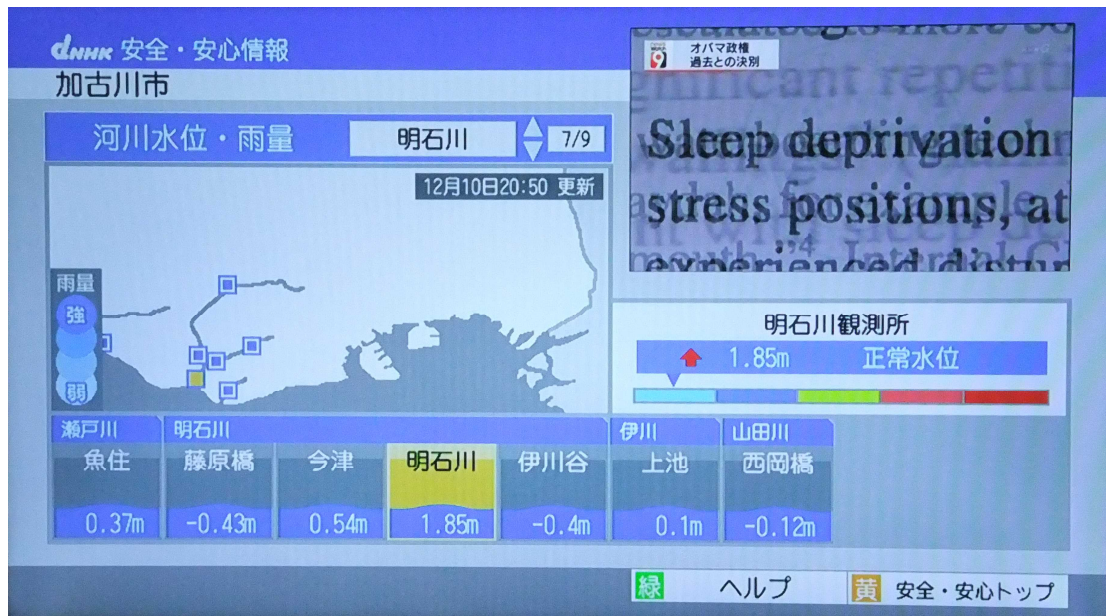 dNHK 安全・安心情報
加古川市
河川水位・雨量 明石川 7/9
12月10日20:50 更新
雨量
強
弱
オバマ政権
過去との決別
significant repetiti
Sleep deprivation
stress positions, at
experienced distur
明石川観測所
1.85m 正常水位
瀬戸川 明石川 伊川 山田川
魚住 藤原橋 今津 明石川 伊川谷 上池 西岡橋
0.37m -0.43m 0.54m 1.85m -0.4m 0.1m -0.12m
緑 ヘルプ 黄 安全・安心トップ